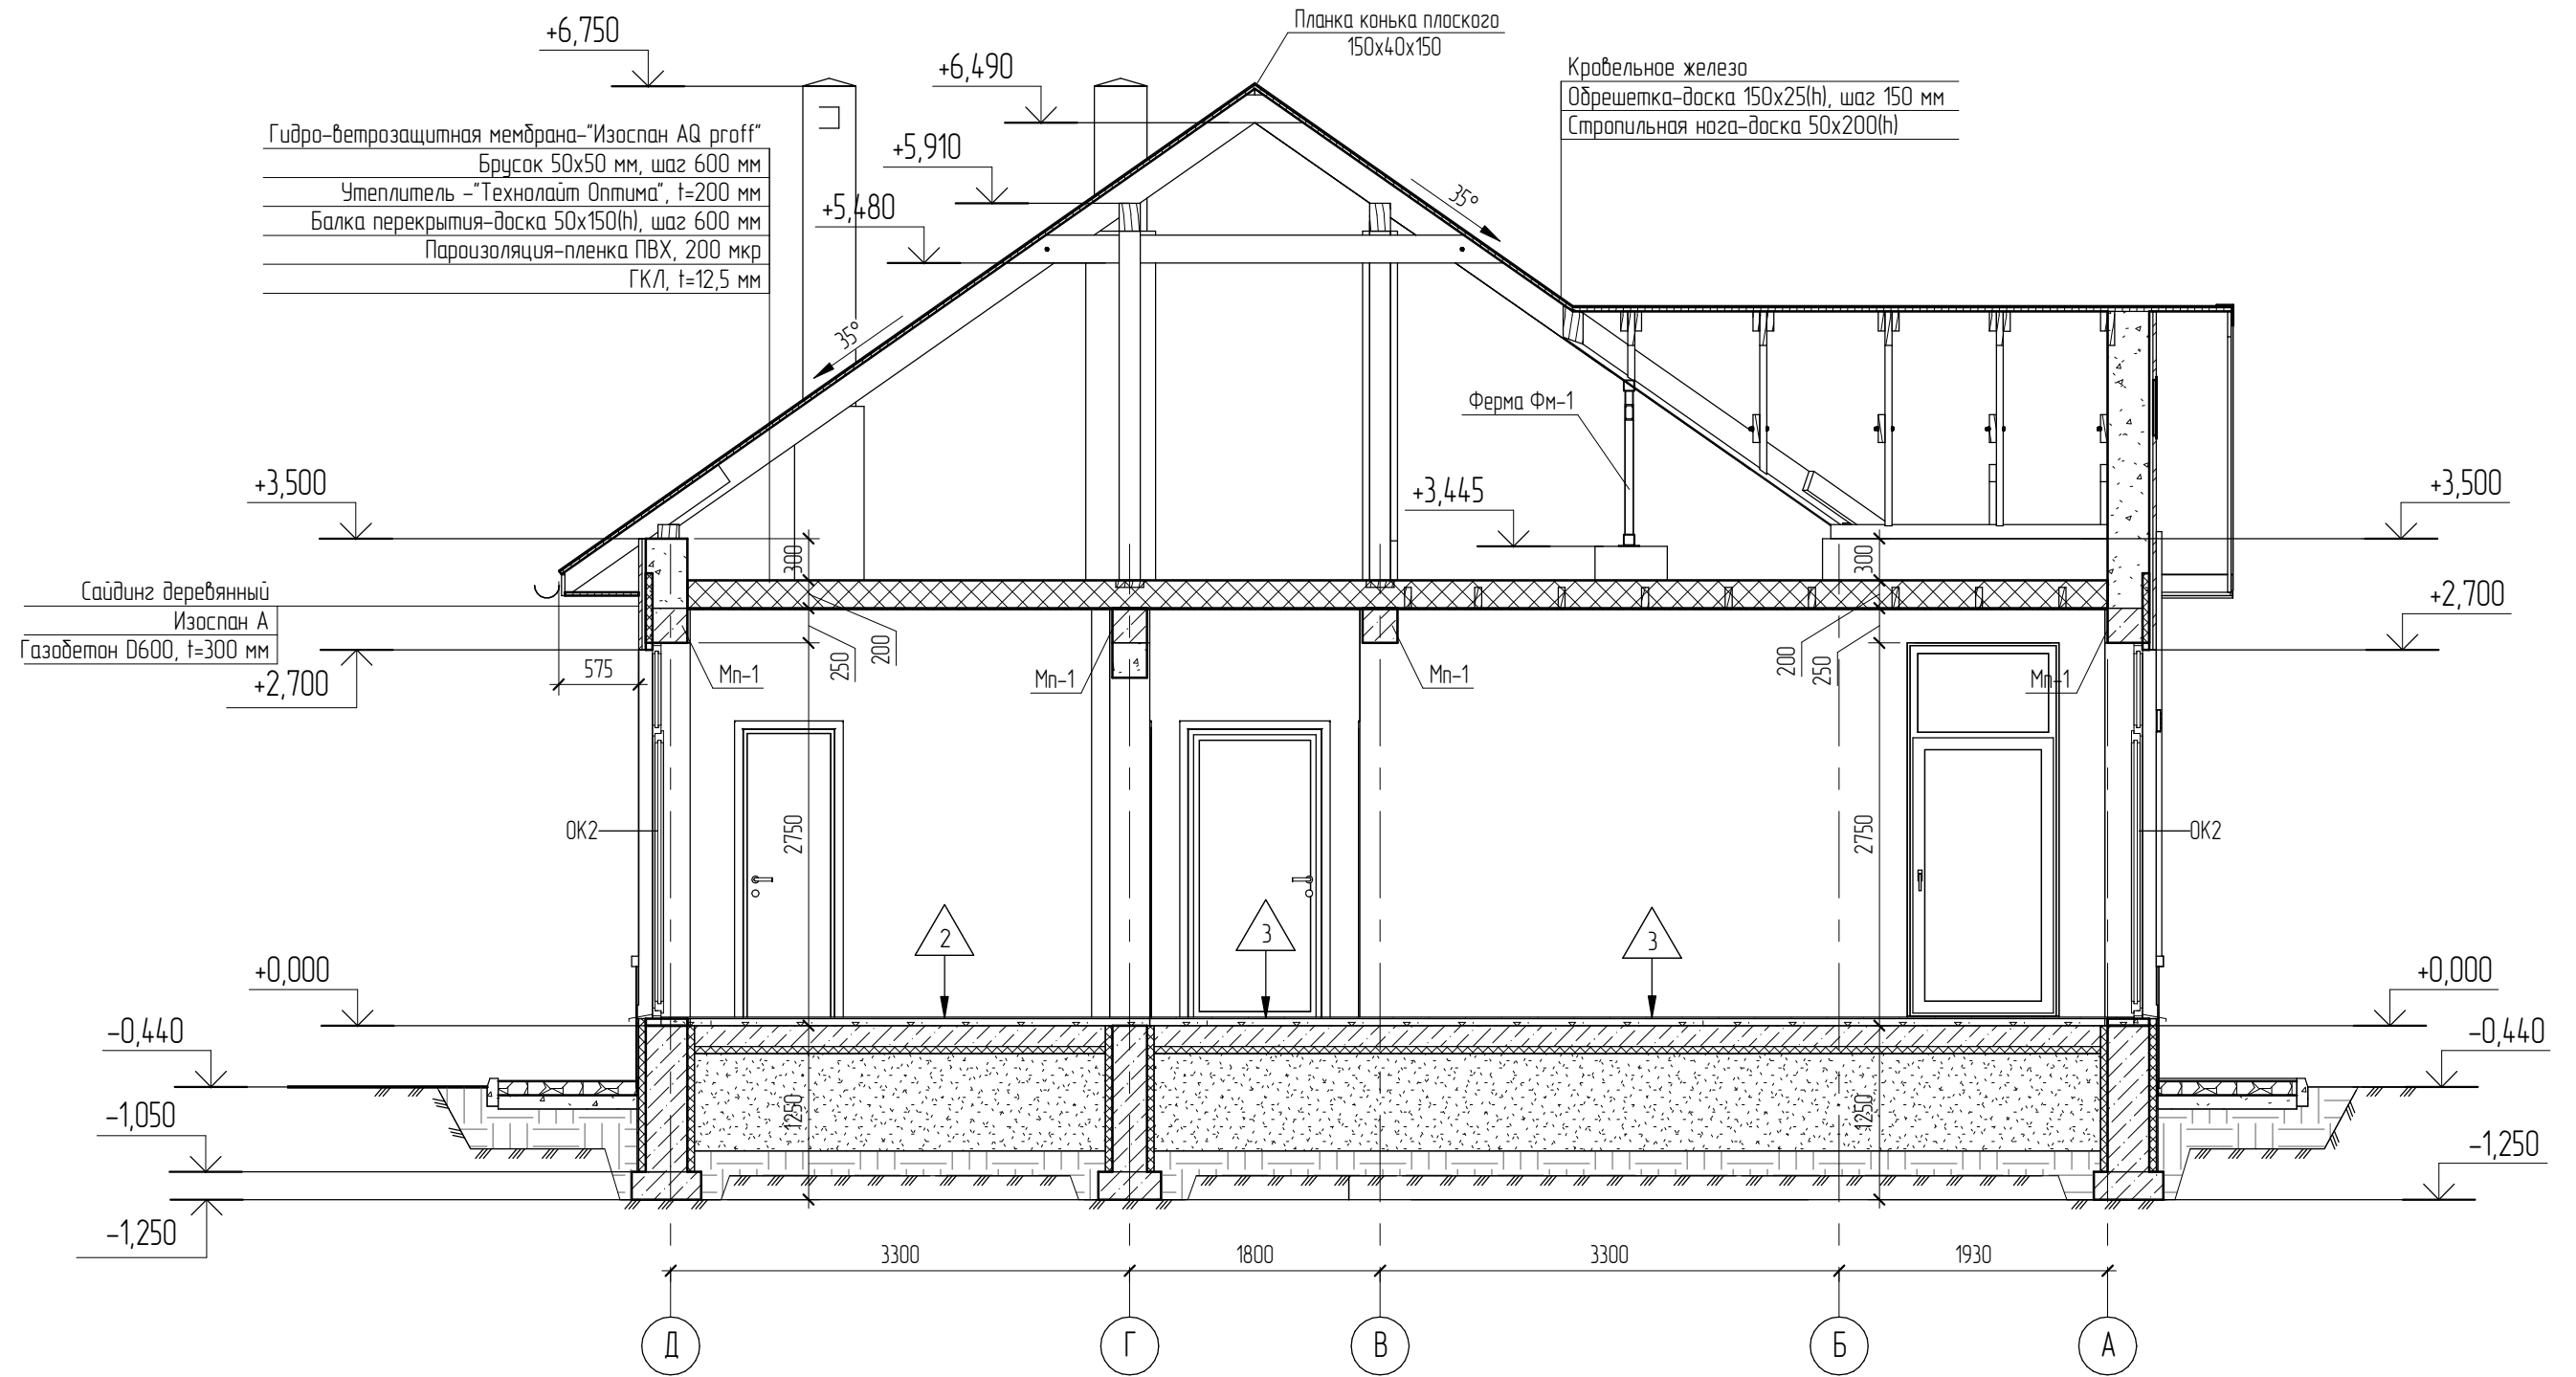 Планка конька плоского
150х40х150
+6,750
+6,490
Кровельное железо
Обрешетка-доска 150х25(h), шаг 150 мм
Стропильная нога-доска 50х200(h)
Гидро-ветрозащитная мембрана-"Изоспан AQ proff"
Брусок 50х50 мм, шаг 600 мм
Утеплитель -"Технолайт Оптима", t=200 мм
Балка перекрытия-доска 50х150(h), шаг 600 мм
Пароизоляция-пленка ПВХ, 200 мкр
ГКЛ, t=12,5 мм
+5,910
+5,480
35°
35°
Ферма Фм-1
+3,500
+3,445
+3,500
300
300
Сайдинг деревянный
Изоспан А
Газобетон D600, t=300 мм
+2,700
+2,700
575
200
250
200
250
Мп-1
Мп-1
Мп-1
Мп-1
ОК2
2750
2750
ОК2
2
3
3
+0,000
+0,000
-0,440
-0,440
-1,050
1250
1250
-1,250
-1,250
3300
1800
3300
1930
Д
Г
В
Б
А